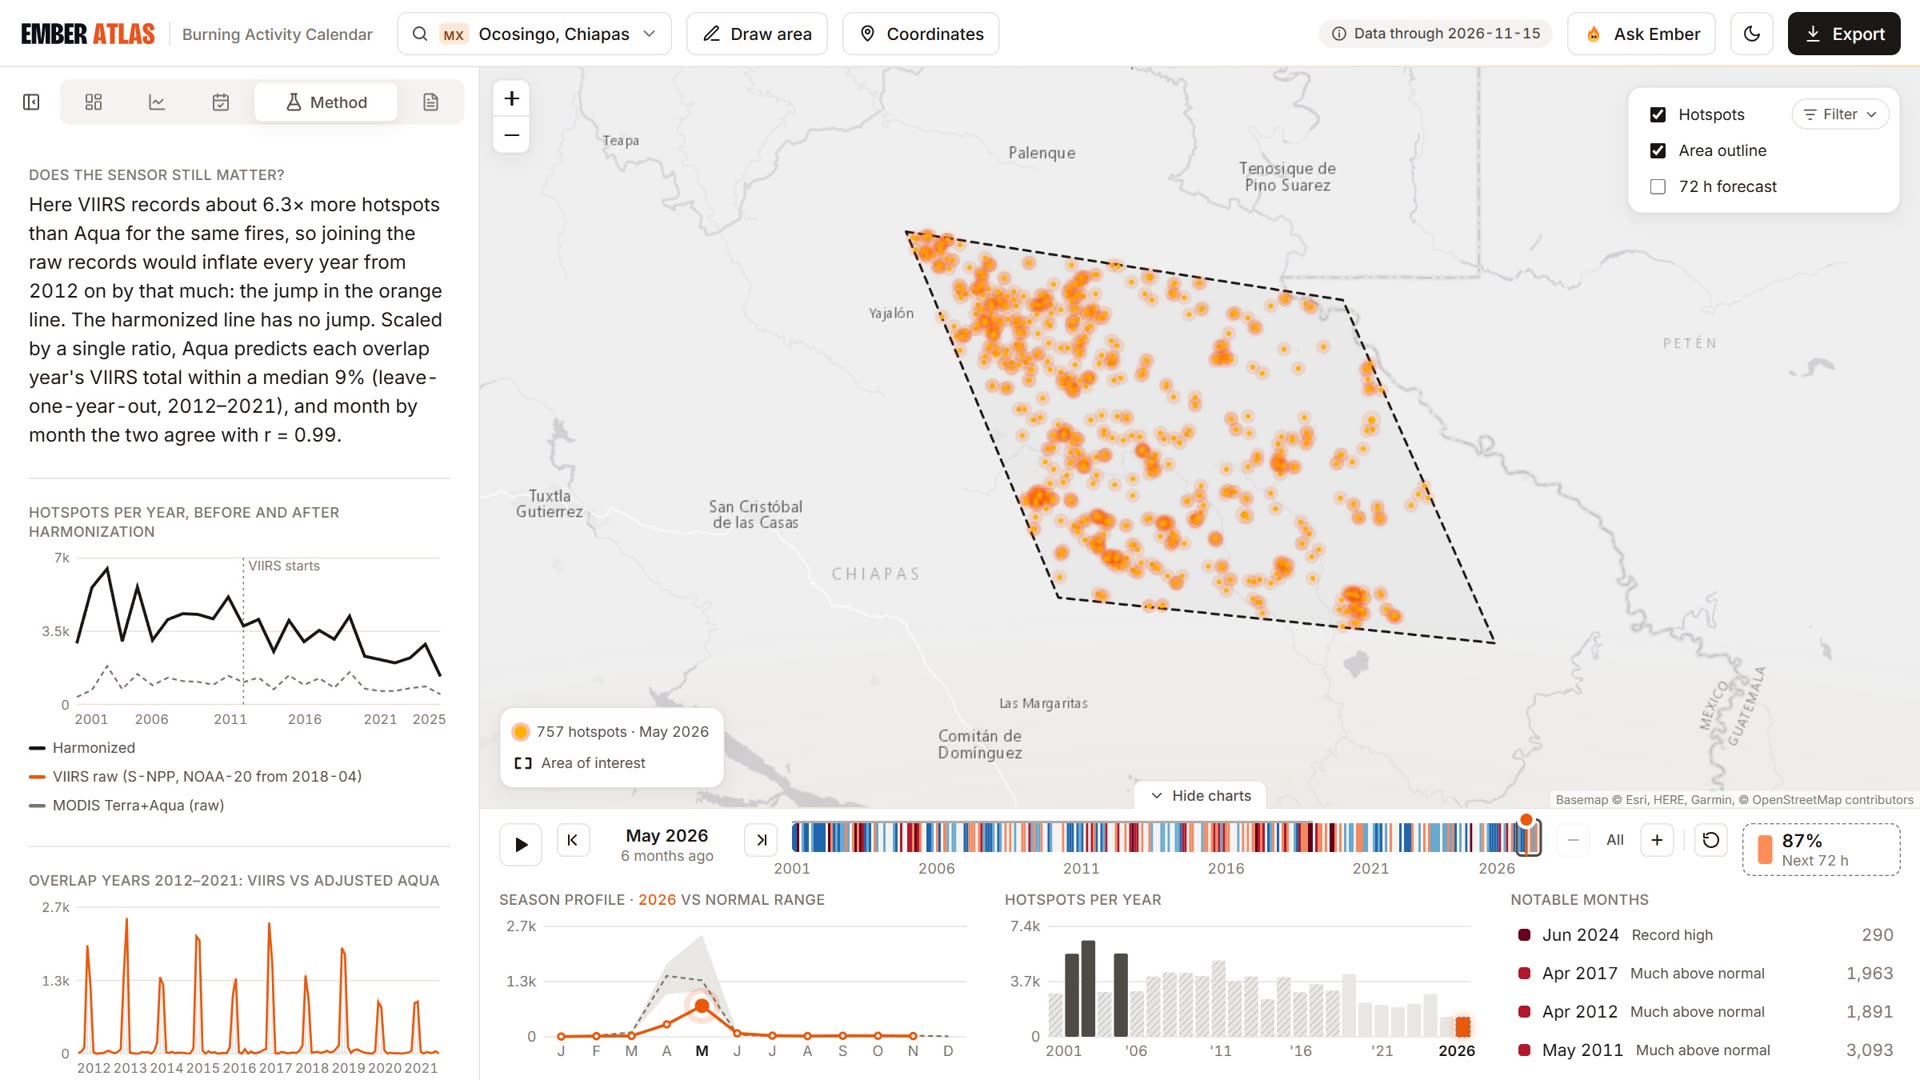 EMBER ATLAS
Burning Activity Calendar
MX Ocosingo, Chiapas
Draw area
Coordinates
Data through 2026-11-15
Ask Ember
Export
Method
DOES THE SENSOR STILL MATTER?
Here VIIRS records about 6.3× more hotspots
than Aqua for the same fires, so joining the
raw records would inflate every year from
2012 on by that much: the jump in the orange
line. The harmonized line has no jump. Scaled
by a single ratio, Aqua predicts each overlap
year's VIIRS total within a median 9% (leave-
one-year-out, 2012–2021), and month by
month the two agree with r = 0.99.
HOTSPOTS PER YEAR, BEFORE AND AFTER
HARMONIZATION
7k
VIIRS starts
3.5k
0
2001 2006 2011 2016 2021 2025
Harmonized
VIIRS raw (S-NPP, NOAA-20 from 2018-04)
MODIS Terra+Aqua (raw)
OVERLAP YEARS 2012–2021: VIIRS VS ADJUSTED AQUA
2.7k
1.3k
0
2012 2013 2014 2015 2016 2017 2018 2019 2020 2021
+
−
Hotspots
Filter
Area outline
72 h forecast
Teapa
Palenque
Tenosique de
Pino Suarez
Yajalón
PETÉN
Tuxtla
Gutierrez
San Cristóbal
de las Casas
CHIAPAS
Las Margaritas
Comitán de
Domínguez
MEXICO
GUATEMALA
757 hotspots · May 2026
Area of interest
Hide charts
Basemap © Esri, HERE, Garmin, © OpenStreetMap contributors
May 2026
6 months ago
2001 2006 2011 2016 2021 2026
− All +
87%
Next 72 h
SEASON PROFILE · 2026 VS NORMAL RANGE
2.7k
1.3k
0
J F M A M J J A S O N D
HOTSPOTS PER YEAR
7.4k
3.7k
0
2001 '06 '11 '16 '21 2026
NOTABLE MONTHS
Jun 2024 Record high 290
Apr 2017 Much above normal 1,963
Apr 2012 Much above normal 1,891
May 2011 Much above normal 3,093